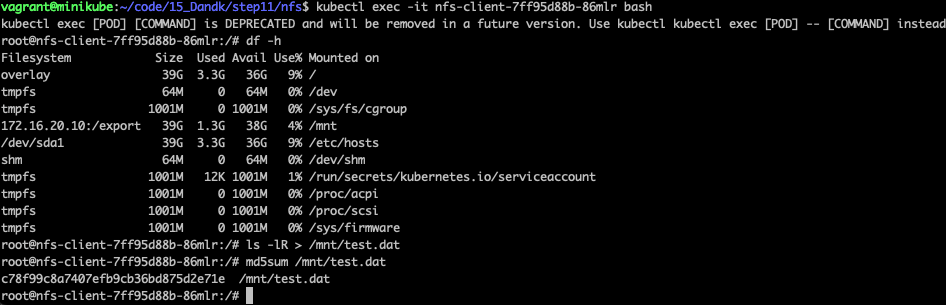 vagrant@minikube:~/code/15_Dandk/step11/nfs$ kubectl exec -it nfs-client-7ff95d88b-86mlr bash
kubectl exec [POD] [COMMAND] is DEPRECATED and will be removed in a future version. Use kubectl kubectl exec [POD] -- [COMMAND] instead
root@nfs-client-7ff95d88b-86mlr:/# df -h
Filesystem            Size  Used Avail Use% Mounted on
overlay                39G  3.3G   36G   9% /
tmpfs                  64M     0   64M   0% /dev
tmpfs                1001M     0 1001M   0% /sys/fs/cgroup
172.16.20.10:/export   39G  1.3G   38G   4% /mnt
/dev/sda1              39G  3.3G   36G   9% /etc/hosts
shm                    64M     0   64M   0% /dev/shm
tmpfs                1001M   12K 1001M   1% /run/secrets/kubernetes.io/serviceaccount
tmpfs                1001M     0 1001M   0% /proc/acpi
tmpfs                1001M     0 1001M   0% /proc/scsi
tmpfs                1001M     0 1001M   0% /sys/firmware
root@nfs-client-7ff95d88b-86mlr:/# ls -lR > /mnt/test.dat
root@nfs-client-7ff95d88b-86mlr:/# md5sum /mnt/test.dat
c78f99c8a7407efb9cb36bd875d2e71e  /mnt/test.dat
root@nfs-client-7ff95d88b-86mlr:/#